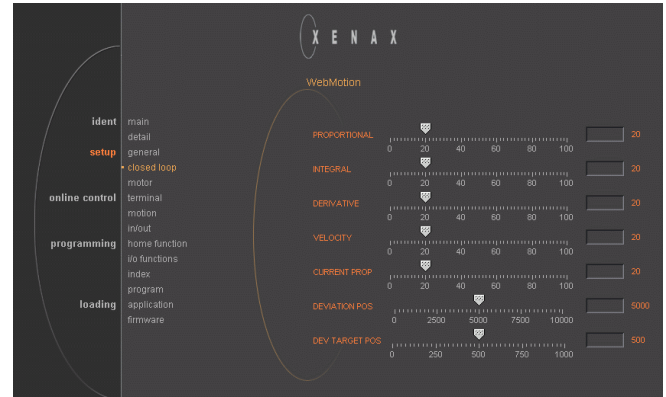 XENAX
WebMotion
ident main
detail
setup general
closed loop
motor
online control terminal
motion
in/out
programming home function
i/o functions
index
program
loading application
firmware
PROPORTIONAL 20
0 20 40 60 80 100
INTEGRAL 20
0 20 40 60 80 100
DERIVATIVE 20
0 20 40 60 80 100
VELOCITY 20
0 20 40 60 80 100
CURRENT PROP 20
0 20 40 60 80 100
DEVIATION POS 5000
0 2500 5000 7500 10000
DEV TARGET POS 500
0 250 500 750 1000